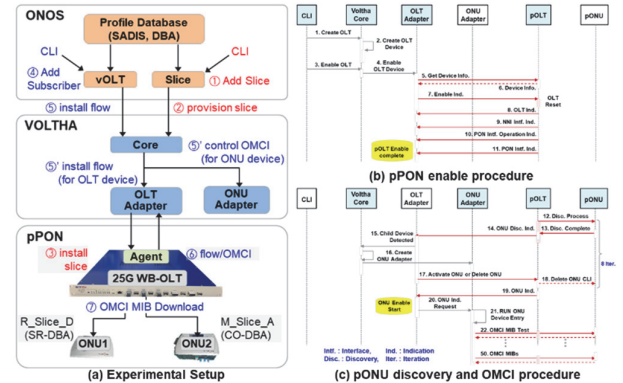 ONOS
Profile Database
(SADIS, DBA)
CLI
CLI
④ Add
Subscriber
vOLT
Slice
① Add Slice
⑤ install flow
② provision slice
VOLTHA
Core
⑤' install flow
(for OLT device)
⑤' control OMCI
(for ONU device)
OLT
Adapter
ONU
Adapter
pPON
③ install
slice
Agent
⑥ flow/OMCI
25G WB-OLT
⑦ OMCI MIB Download
R_Slice_D
(SR-DBA)
M_Slice_A
(CO-DBA)
ONU1
ONU2
(a) Experimental Setup
CLI
Voltha
Core
OLT
Adapter
ONU
Adapter
pOLT
pONU
1. Create OLT
2. Create OLT
Device
3. Enable OLT
4. Enable
OLT Device
5. Get Device Info.
6. Device Info.
7. Enable Ind.
OLT
Reset
8. OLT Ind.
9. NNI Intf. Ind.
10. PON Intf. Operation Ind.
11. PON Intf. Ind.
pOLT Enable
complete
(b) pPON enable procedure
CLI
Voltha
Core
OLT
Adapter
ONU
Adapter
pOLT
pONU
12. Disc. Process
13. Disc. Complete
14. ONU Disc. Ind.
15. Child Device
Detected
16. Create
ONU Adapter
8 iter.
17. Activate ONU or Delete ONU
18. Delete ONU CLI
19. ONU Ind.
ONU Enable
Start
20. ONU Ind.
Request
21. RUN ONU
Device Entry
22. OMCI MIB Test
50. OMCI MIBs
Intf. : Interface, Ind. : Indication
Disc. : Discovery, Iter. : Iteration
(c) pONU discovery and OMCI procedure